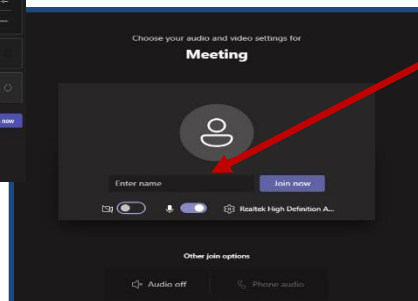 now
Choose your audio and video settings for
Meeting
Enter name
Join now
Realtek High Definition A...
Other join options
Audio off
Phone audio